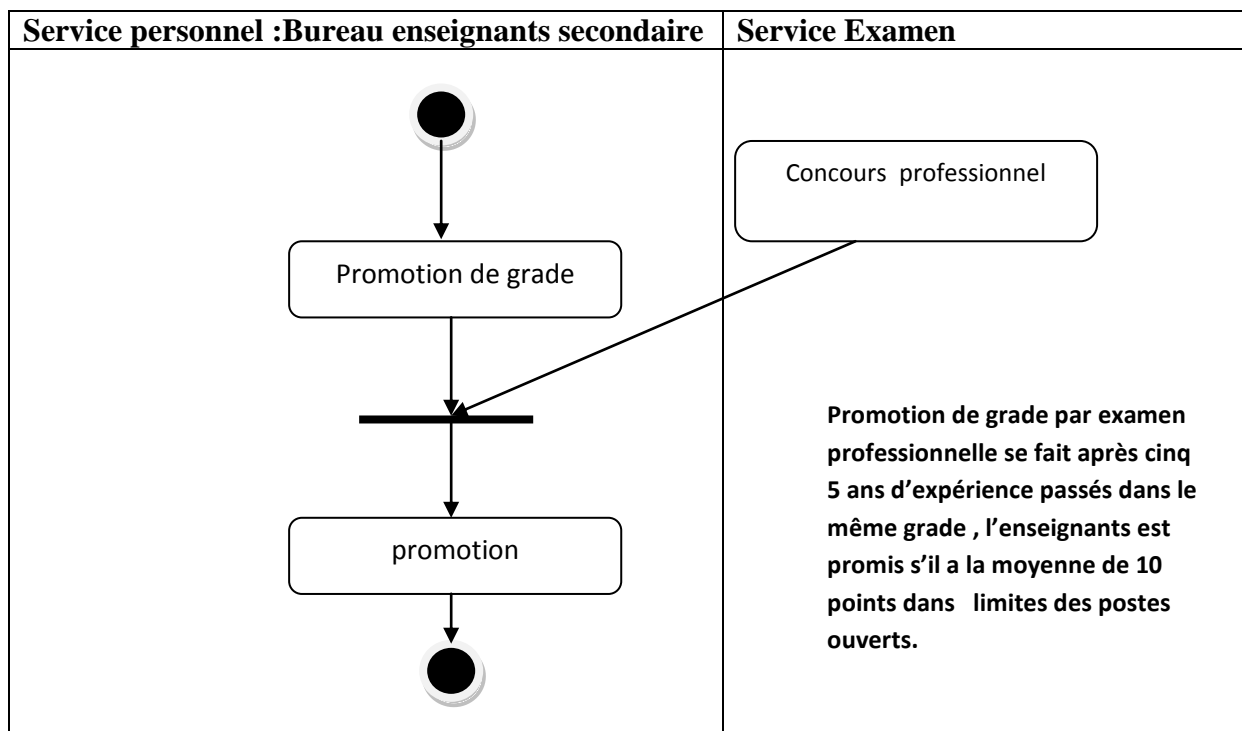 Service personnel :Bureau enseignants secondaire
Service Examen
Concours professionnel
Promotion de grade
Promotion de grade par examen
professionnelle se fait après cinq
5 ans d’expérience passés dans le
même grade , l’enseignants est
promis s’il a la moyenne de 10
points dans limites des postes
ouverts.
promotion